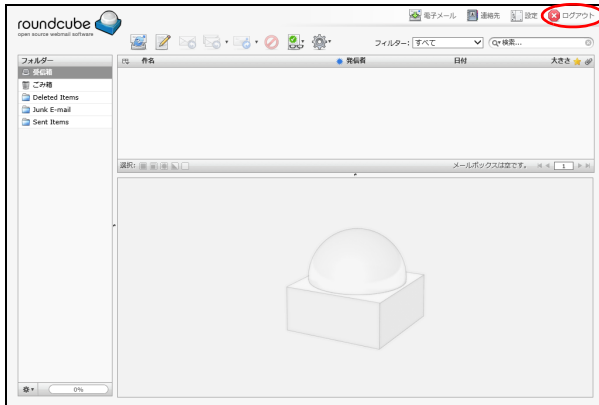 roundcube
open source webmail software
電子メール 連絡先 設定 ログアウト
フィルター: すべて 検索...
フォルダー
受信箱
ごみ箱
Deleted Items
Junk E-mail
Sent Items
件名 発信者 日付 大きさ
選択: メールボックスは空です。 1
0%